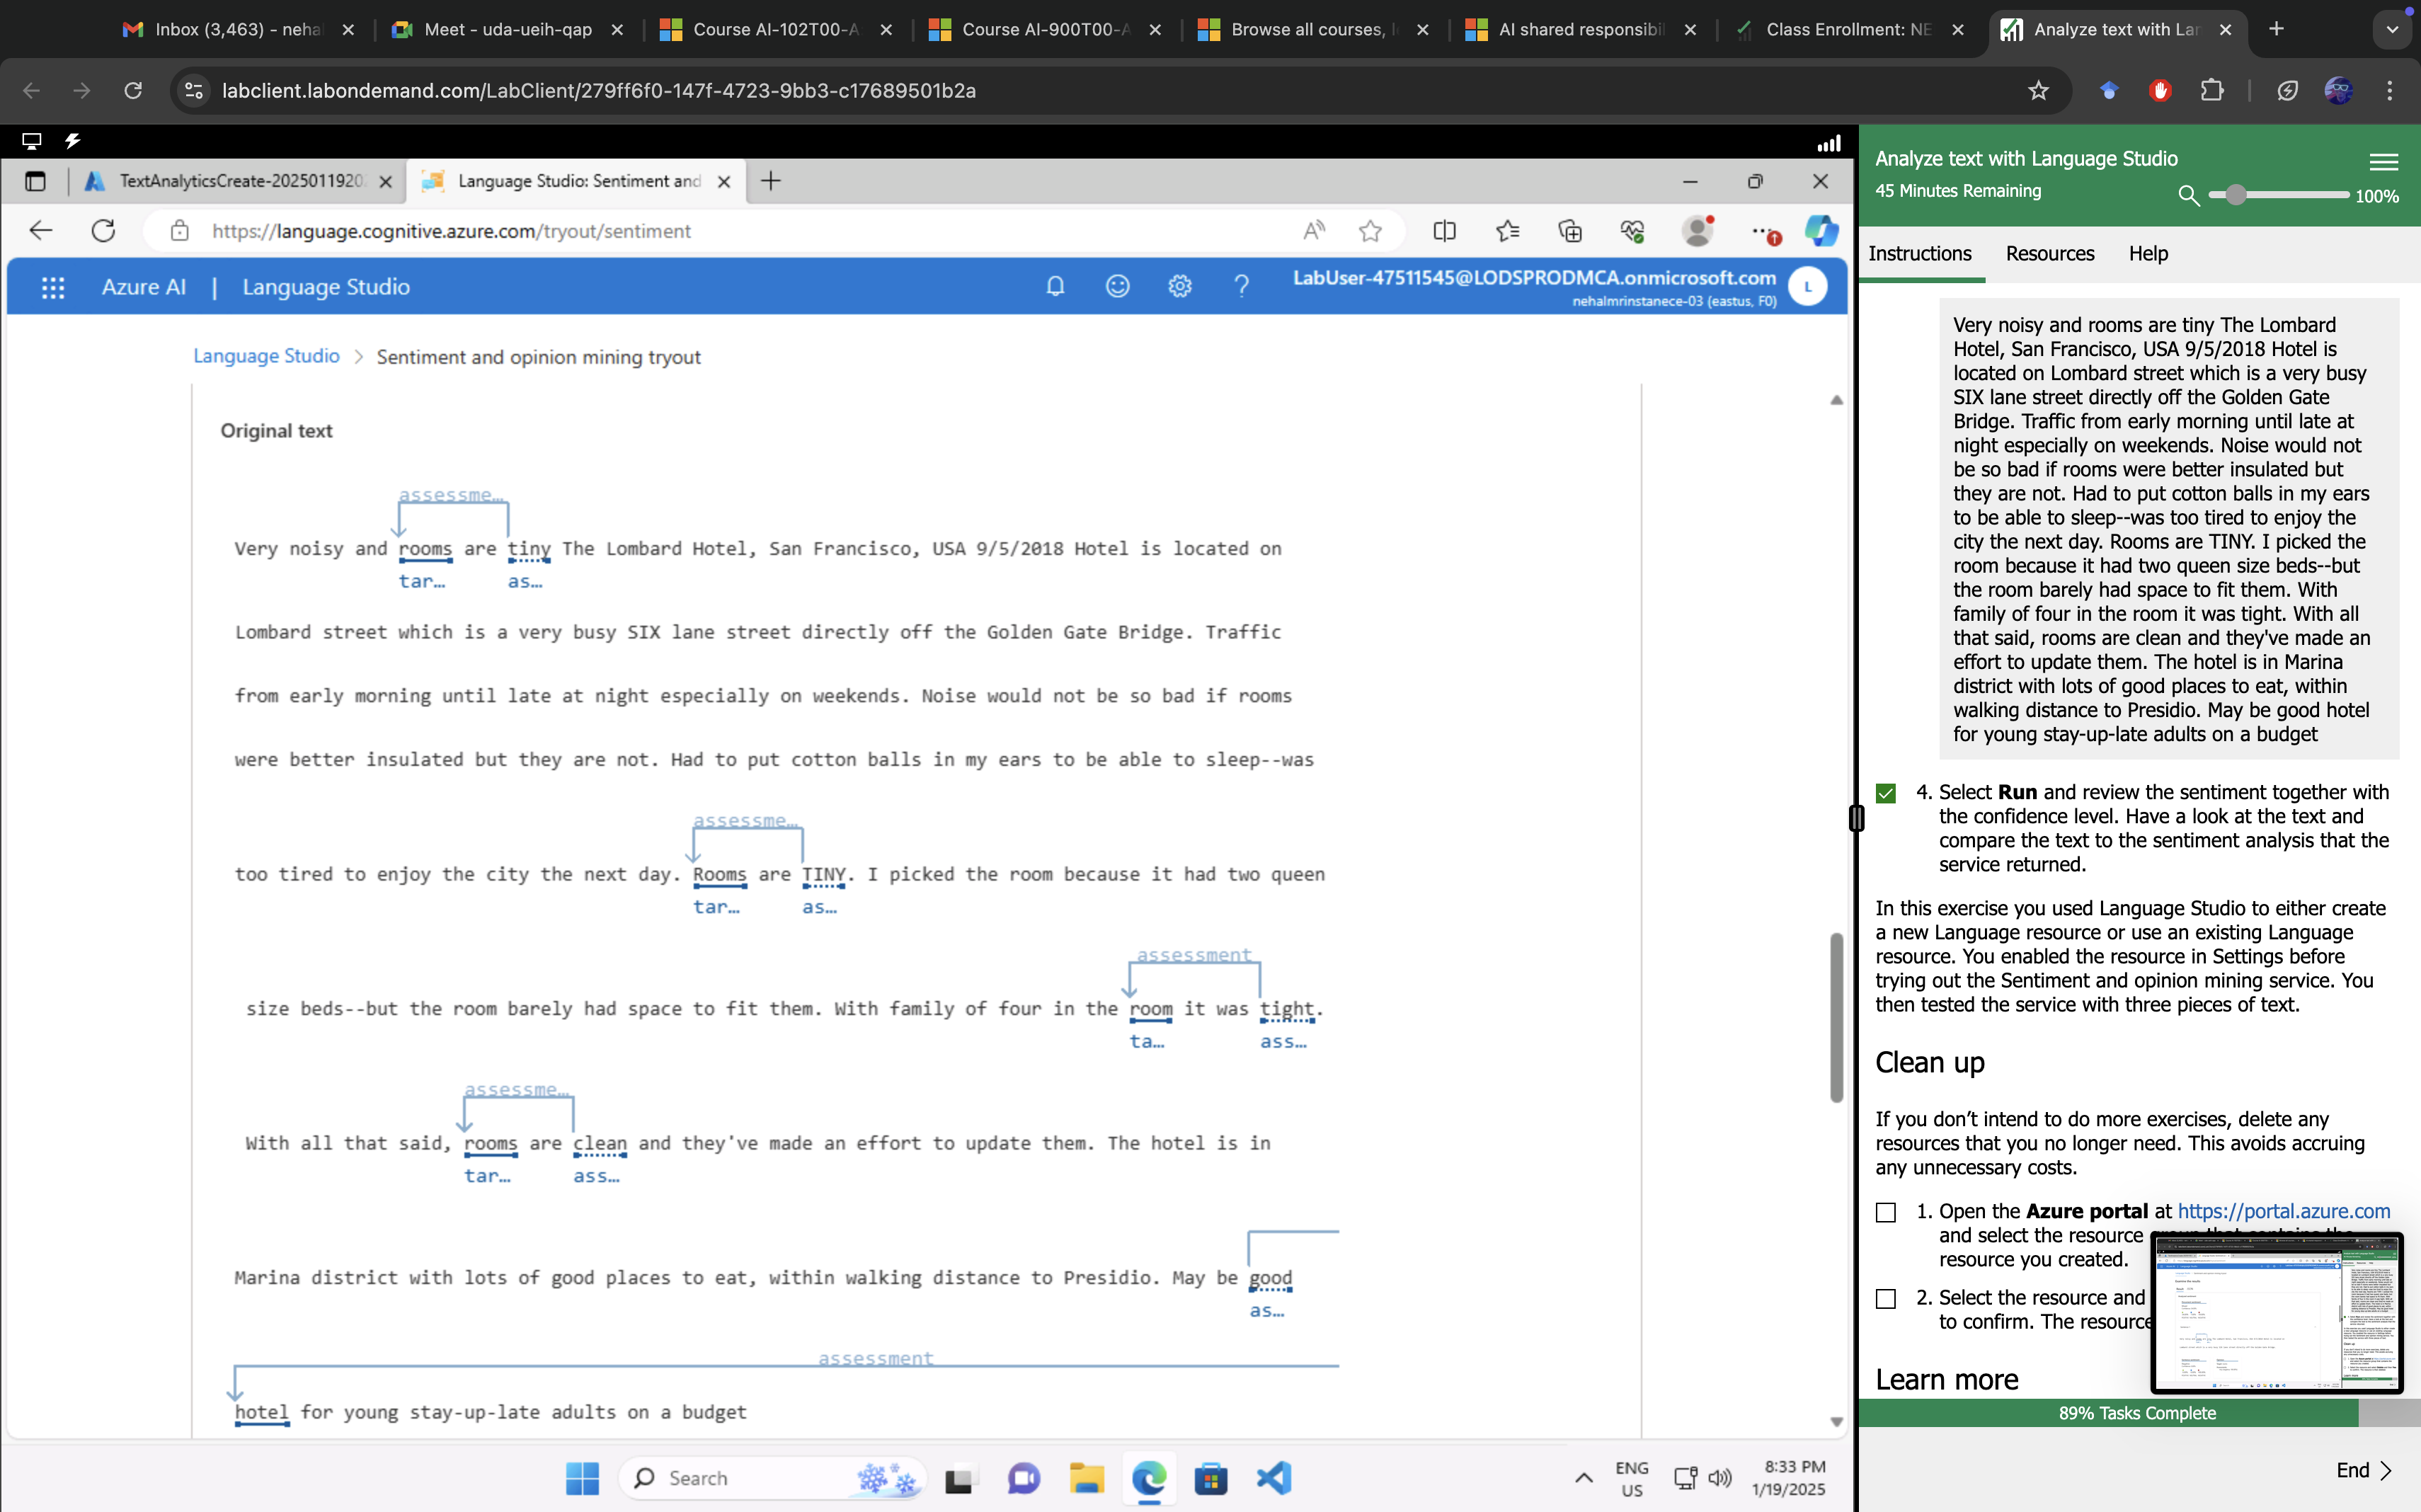 Inbox (3,463) - neha
Meet - uda-ueih-qap
Course AI-102T00-A
Course AI-900T00-A
Browse all courses, l
AI shared responsibil
Class Enrollment: NE
Analyze text with Lar
labclient.labondemand.com/LabClient/279ff6f0-147f-4723-9bb3-c17689501b2a
TextAnalyticsCreate-202501192
Language Studio: Sentiment and
https://language.cognitive.azure.com/tryout/sentiment
Azure AI | Language Studio
LabUser-47511545@LODSPRODMCA.onmicrosoft.com
nehalmrinstanece-03 (eastus, F0)
L
Language Studio > Sentiment and opinion mining tryout
Original text
assessme...
Very noisy and rooms are tiny The Lombard Hotel, San Francisco, USA 9/5/2018 Hotel is located on
tar... as...
Lombard street which is a very busy SIX lane street directly off the Golden Gate Bridge. Traffic
from early morning until late at night especially on weekends. Noise would not be so bad if rooms
were better insulated but they are not. Had to put cotton balls in my ears to be able to sleep--was
assessme...
too tired to enjoy the city the next day. Rooms are TINY. I picked the room because it had two queen
tar... as...
assessment
size beds--but the room barely had space to fit them. With family of four in the room it was tight.
ta... ass...
assessme...
With all that said, rooms are clean and they've made an effort to update them. The hotel is in
tar... ass...
Marina district with lots of good places to eat, within walking distance to Presidio. May be good
as...
assessment
hotel for young stay-up-late adults on a budget
Search
ENG
US
8:33 PM
1/19/2025
Analyze text with Language Studio
45 Minutes Remaining
100%
Instructions Resources Help
Very noisy and rooms are tiny The Lombard
Hotel, San Francisco, USA 9/5/2018 Hotel is
located on Lombard street which is a very busy
SIX lane street directly off the Golden Gate
Bridge. Traffic from early morning until late at
night especially on weekends. Noise would not
be so bad if rooms were better insulated but
they are not. Had to put cotton balls in my ears
to be able to sleep--was too tired to enjoy the
city the next day. Rooms are TINY. I picked the
room because it had two queen size beds--but
the room barely had space to fit them. With
family of four in the room it was tight. With all
that said, rooms are clean and they've made an
effort to update them. The hotel is in Marina
district with lots of good places to eat, within
walking distance to Presidio. May be good hotel
for young stay-up-late adults on a budget
4. Select Run and review the sentiment together with
the confidence level. Have a look at the text and
compare the text to the sentiment analysis that the
service returned.
In this exercise you used Language Studio to either create
a new Language resource or use an existing Language
resource. You enabled the resource in Settings before
trying out the Sentiment and opinion mining service. You
then tested the service with three pieces of text.
Clean up
If you don’t intend to do more exercises, delete any
resources that you no longer need. This avoids accruing
any unnecessary costs.
1. Open the Azure portal at https://portal.azure.com
and select the resource group that contains the
resource you created.
2. Select the resource and
to confirm. The resource
Learn more
89% Tasks Complete
End